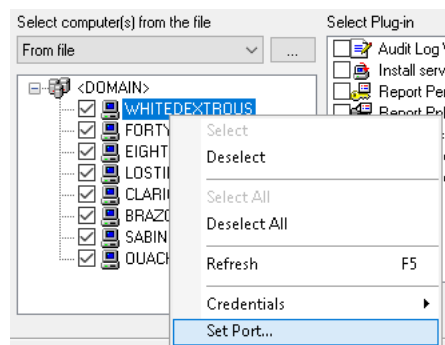 Select computer(s) from the file
Select Plug-in
From file
...
Audit Log
<DOMAIN>
Install serv
WHITEDEXTROUS
Report Per
FORTY
Select
Report
EIGHT
Deselect
LOSTI
CLARI
Select All
BRAZO
Deselect All
SABIN
OUACH
Refresh F5
Credentials
Set Port...